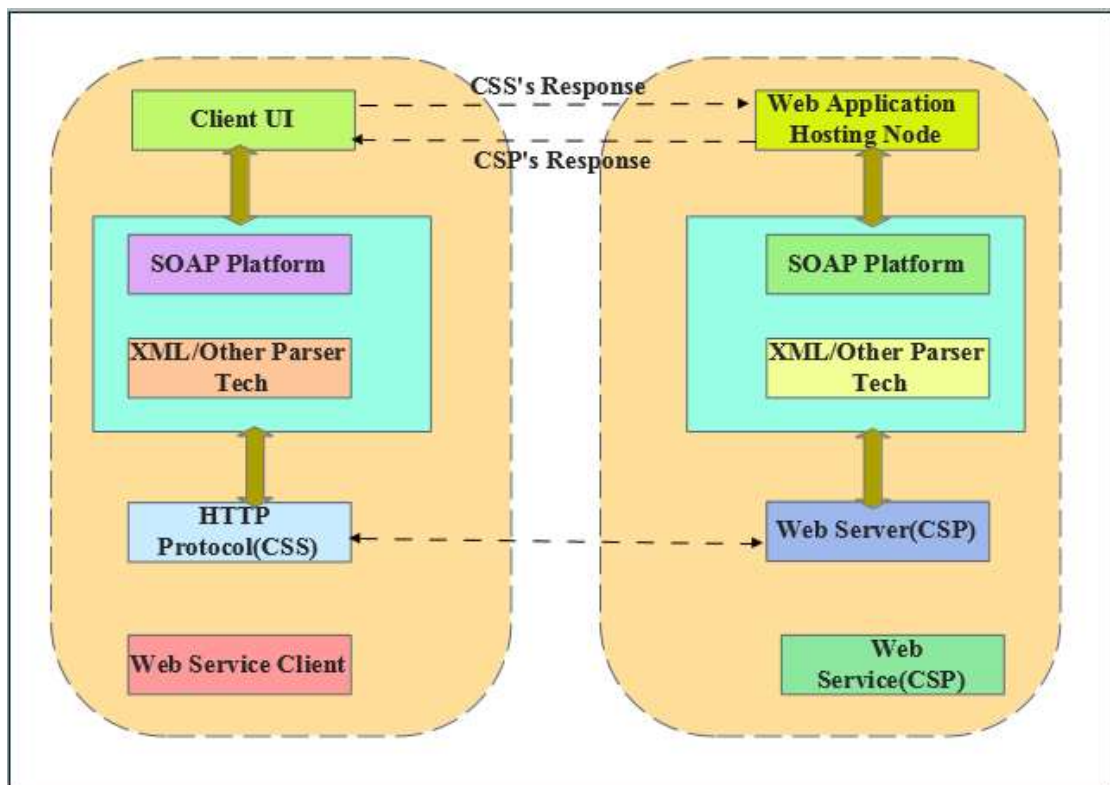 CSS's Response
Client UI
Web Application
Hosting Node
CSP's Response
SOAP Platform
SOAP Platform
XML/Other Parser
Tech
XML/Other Parser
Tech
HTTP
Protocol(CSS)
Web Server(CSP)
Web Service Client
Web
Service(CSP)